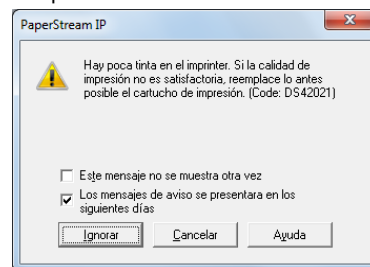 PaperStream IP
Hay poca tinta en el imprinter. Si la calidad de
impresión no es satisfactoria, reemplace lo antes
posible el cartucho de impresión. (Code: DS42021)
Este mensaje no se muestra otra vez
Los mensajes de aviso se presentara en los
siguientes días
Ignorar
Cancelar
Ayuda